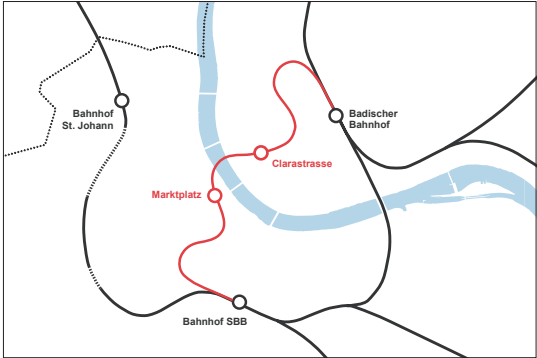 Bahnhof
St. Johann
Badischer
Bahnhof
Clarastrasse
Marktplatz
Bahnhof SBB